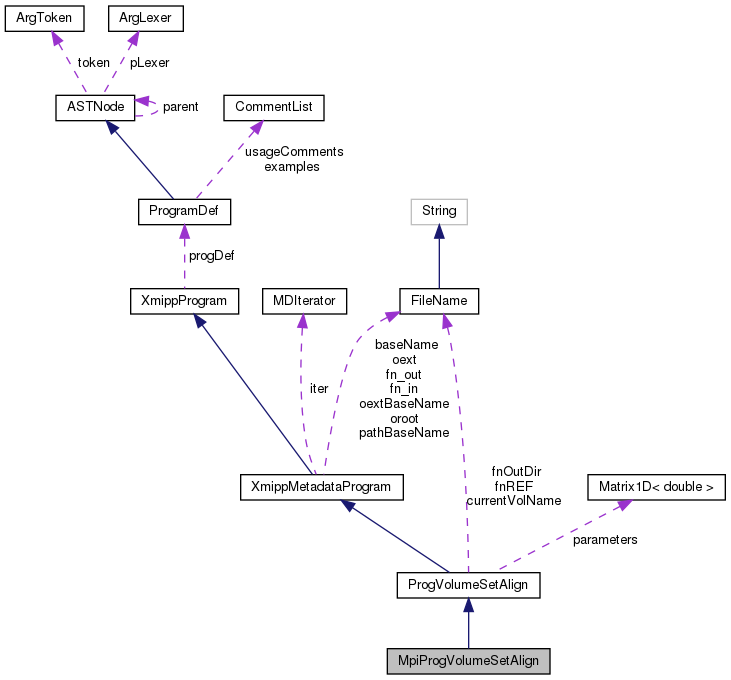 ArgToken
ArgLexer
token
pLexer
ASTNode
parent
CommentList
usageComments
examples
ProgramDef
String
progDef
XmippProgram
MDIterator
FileName
baseName
oext
fn_out
fn_in
oextBaseName
oroot
pathBaseName
iter
fnOutDir
fnREF
currentVolName
XmippMetadataProgram
Matrix1D< double >
parameters
ProgVolumeSetAlign
MpiProgVolumeSetAlign